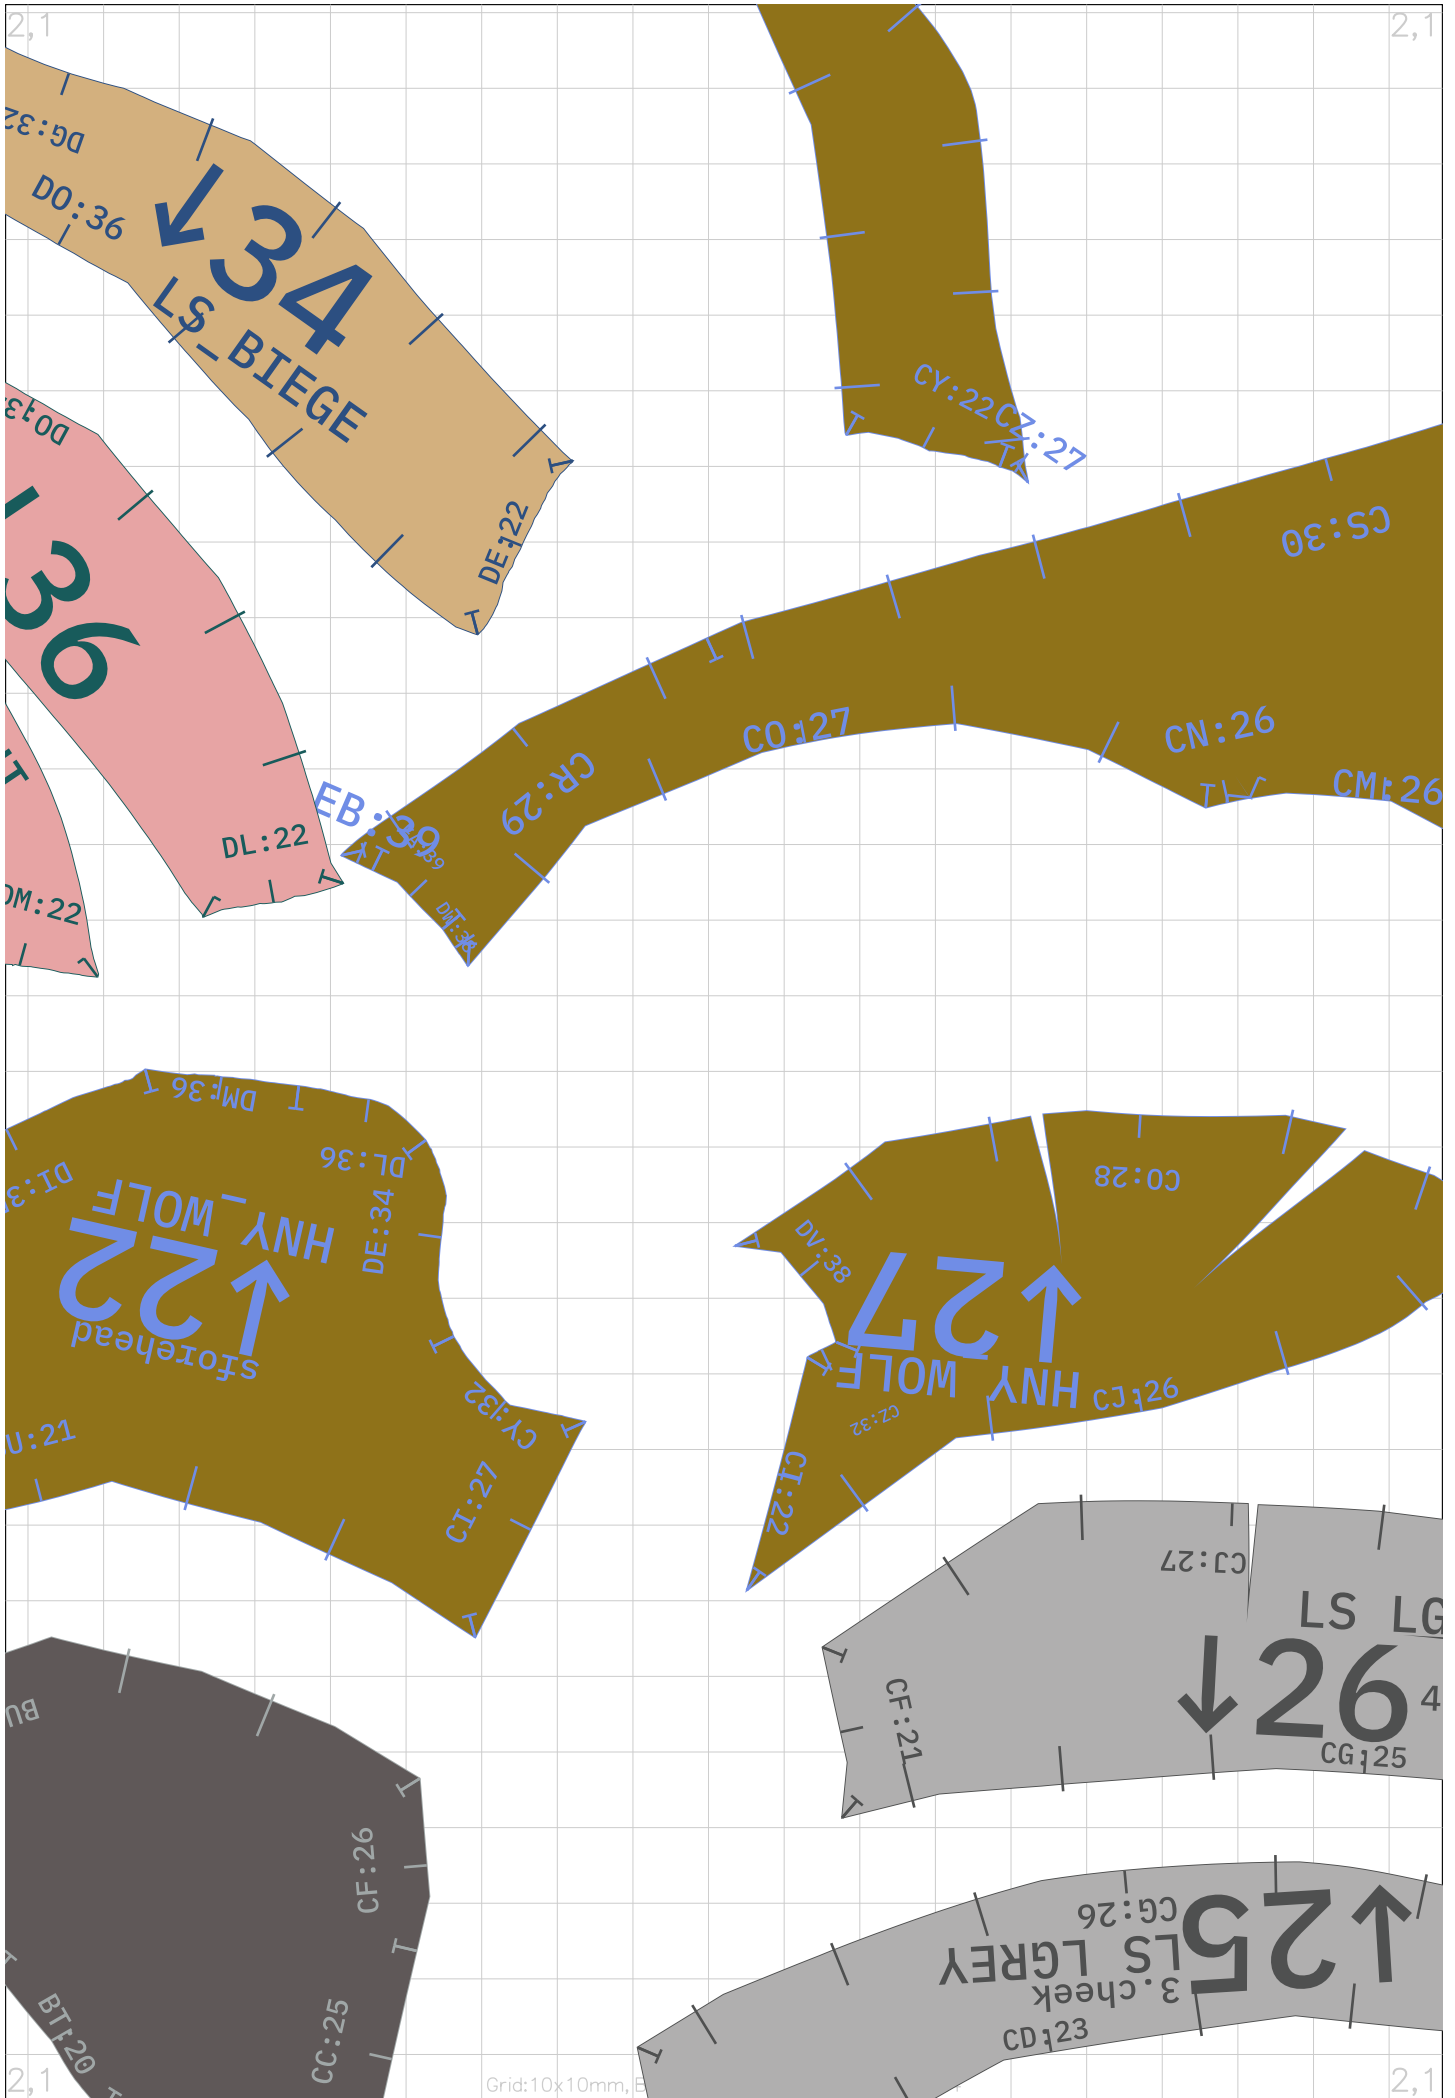 2,1
2,1
DG:32
DO:36
↓34
LS_BIEGE
DE:22
CY:22
CZ:27
36
DL:22
DM:22
CS:30
CO:27
CN:26
CM:26
CR:29
EB:39
DM:36
DL:36
DE:34
HNY_WOLF
↓22
sforehead
CY:32
CI:27
U:21
CO:28
DV:38
↓27
HNY WOLF
CJ:26
CZ:32
CI:22
CJ:27
LS LG
↓26
4
CF:21
CG:25
BU
CF:26
CC:25
BT:20
CG:26
↓25
LS LGREY
3.cheek
CD:23
2,1
Grid:10x10mm,
2,1